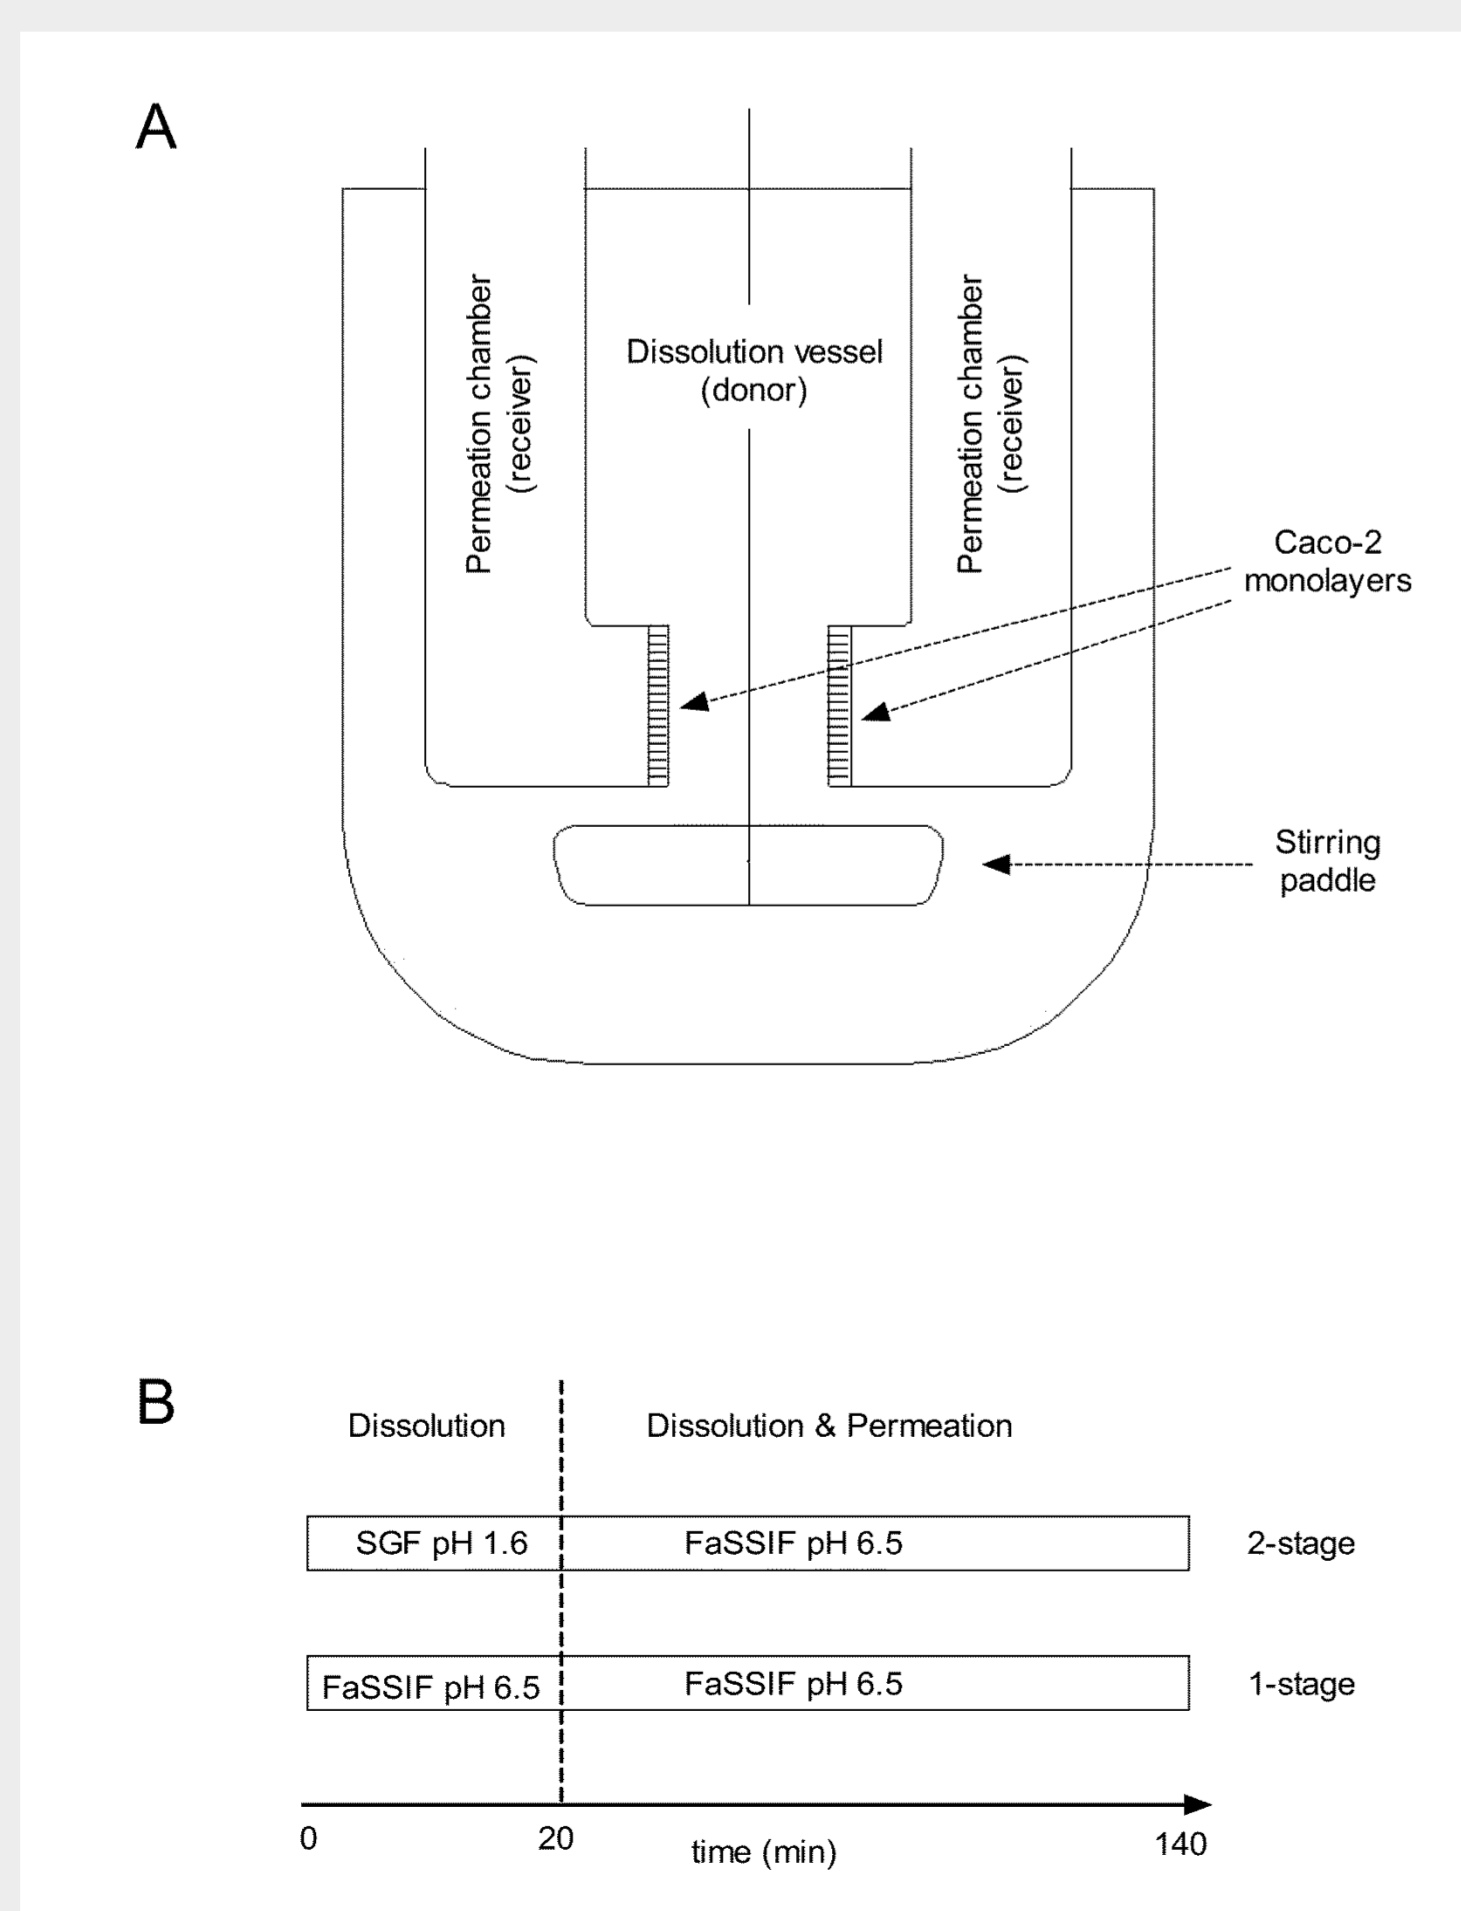 A
Permeation chamber
(receiver)
Dissolution vessel
(donor)
Permeation chamber
(receiver)
Caco-2
monolayers
Stirring
paddle
B
Dissolution
Dissolution & Permeation
SGF pH 1.6
FaSSIF pH 6.5
2-stage
FaSSIF pH 6.5
FaSSIF pH 6.5
1-stage
0
20
time (min)
140